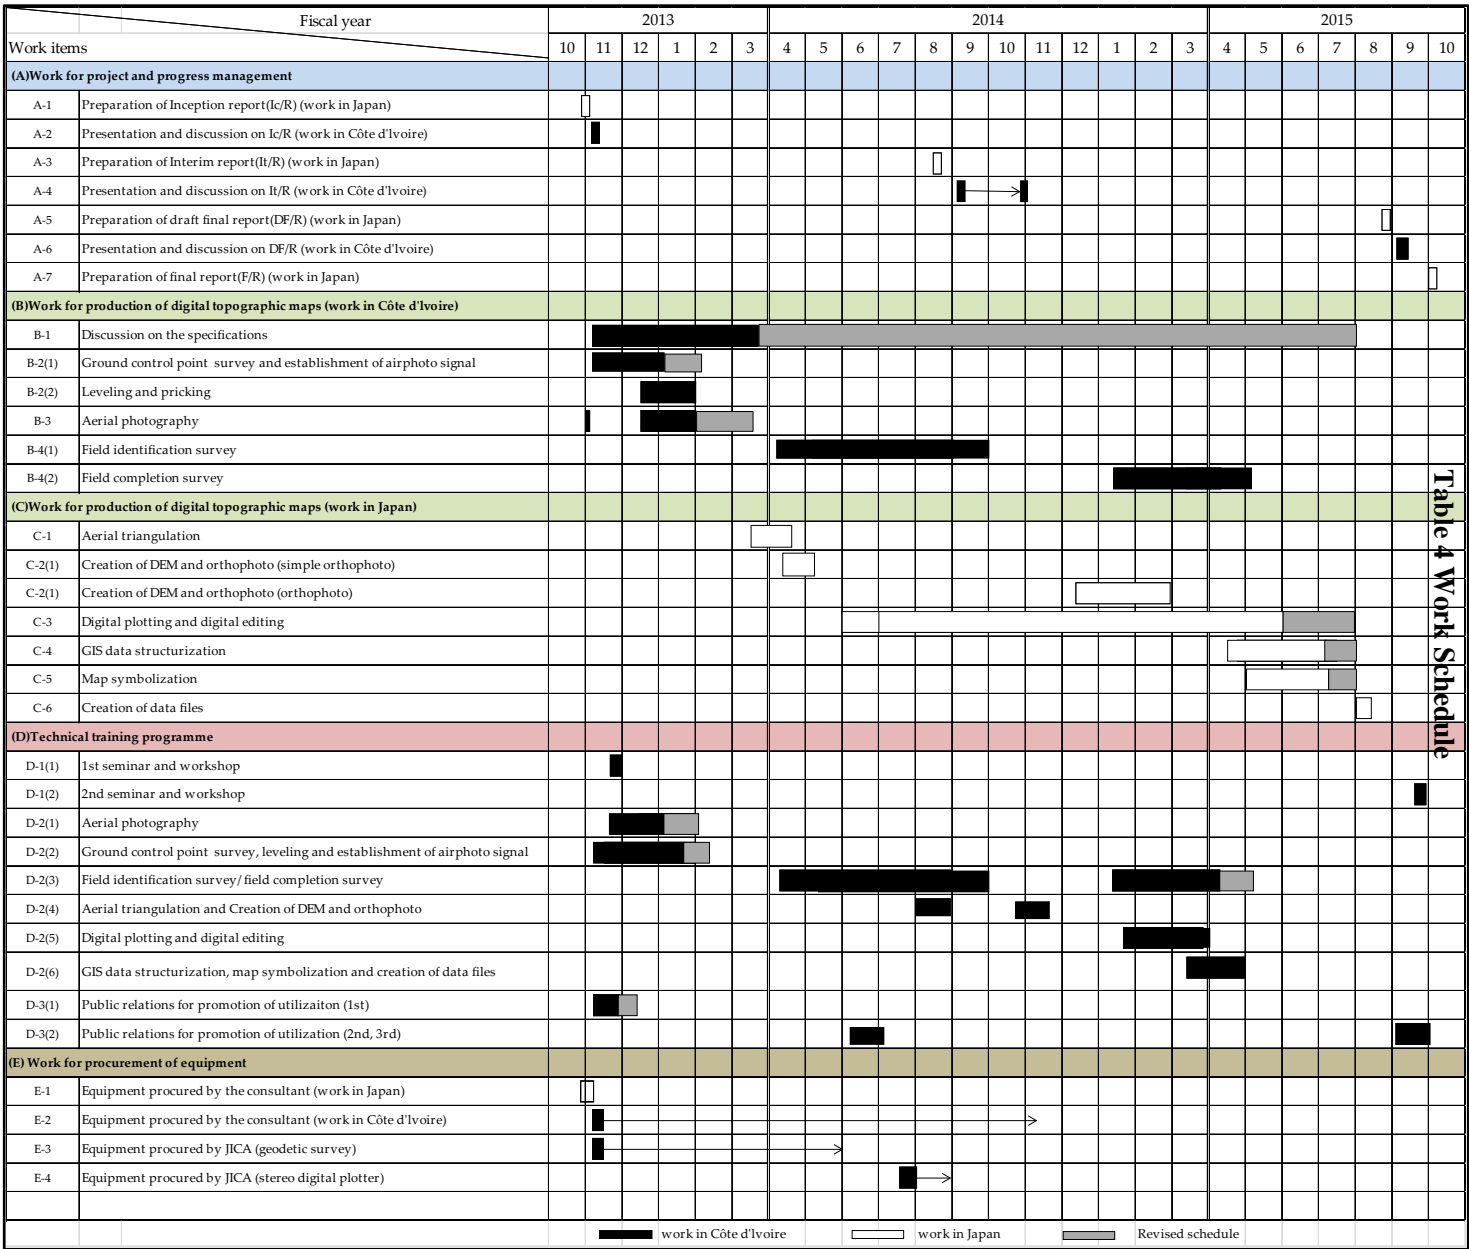 Fiscal year 2013 2014 2015
Work items 10 11 12 1 2 3 4 5 6 7 8 9 10 11 12 1 2 3 4 5 6 7 8 9 10
(A)Work for project and progress management
A-1 Preparation of Inception report(Ic/R) (work in Japan)
A-2 Presentation and discussion on Ic/R (work in Côte d'Ivoire)
A-3 Preparation of Interim report(It/R) (work in Japan)
A-4 Presentation and discussion on It/R (work in Côte d'Ivoire)
A-5 Preparation of draft final report(DF/R) (work in Japan)
A-6 Presentation and discussion on DF/R (work in Côte d'Ivoire)
A-7 Preparation of final report(F/R) (work in Japan)
(B)Work for production of digital topographic maps (work in Côte d'Ivoire)
B-1 Discussion on the specifications
B-2(1) Ground control point survey and establishment of airphoto signal
B-2(2) Leveling and pricking
B-3 Aerial photography
B-4(1) Field identification survey
B-4(2) Field completion survey
(C)Work for production of digital topographic maps (work in Japan)
C-1 Aerial triangulation
C-2(1) Creation of DEM and orthophoto (simple orthophoto)
C-2(1) Creation of DEM and orthophoto (orthophoto)
C-3 Digital plotting and digital editing
C-4 GIS data structurization
C-5 Map symbolization
C-6 Creation of data files
(D)Technical training programme
D-1(1) 1st seminar and workshop
D-1(2) 2nd seminar and workshop
D-2(1) Aerial photography
D-2(2) Ground control point survey, leveling and establishment of airphoto signal
D-2(3) Field identification survey/field completion survey
D-2(4) Aerial triangulation and Creation of DEM and orthophoto
D-2(5) Digital plotting and digital editing
D-2(6) GIS data structurization, map symbolization and creation of data files
D-3(1) Public relations for promotion of utilizaiton (1st)
D-3(2) Public relations for promotion of utilization (2nd, 3rd)
(E) Work for procurement of equipment
E-1 Equipment procured by the consultant (work in Japan)
E-2 Equipment procured by the consultant (work in Côte d'Ivoire)
E-3 Equipment procured by JICA (geodetic survey)
E-4 Equipment procured by JICA (stereo digital plotter)
work in Côte d'Ivoire work in Japan Revised schedule
Table 4 Work Schedule